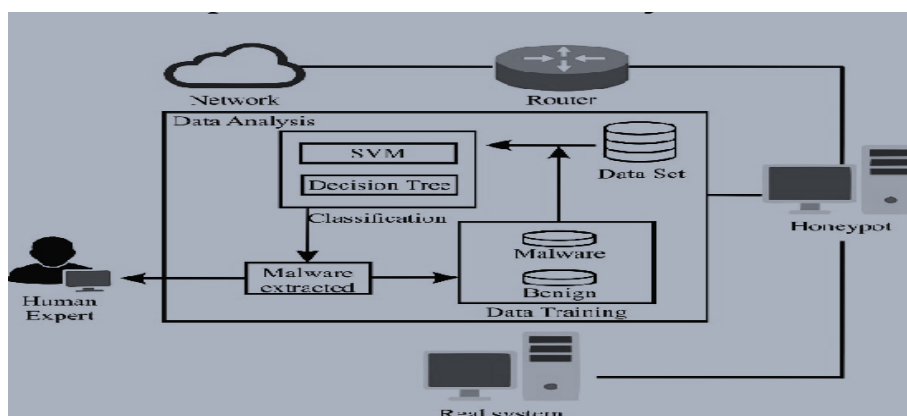 Network
Router
Data Analysis
SVM
Decision Tree
Classification
Data Set
Honeypot
Malware
Benign
Data Training
Malware
extracted
Human
Expert
Real system